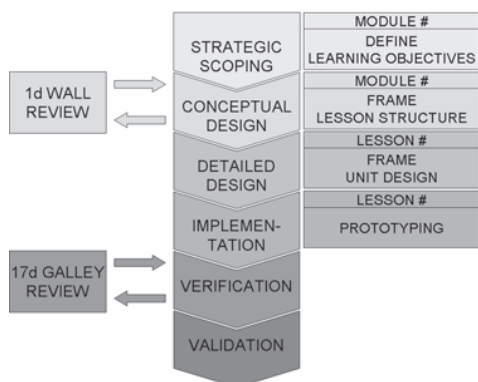 MODULE #
STRATEGIC
SCOPING
DEFINE
LEARNING OBJECTIVES
1d WALL
REVIEW
CONCEPTUAL
DESIGN
MODULE #
FRAME
LESSON STRUCTURE
DETAILED
DESIGN
LESSON #
FRAME
UNIT DESIGN
IMPLEMEN-
TATION
LESSON #
PROTOTYPING
17d GALLEY
REVIEW
VERIFICATION
VALIDATION